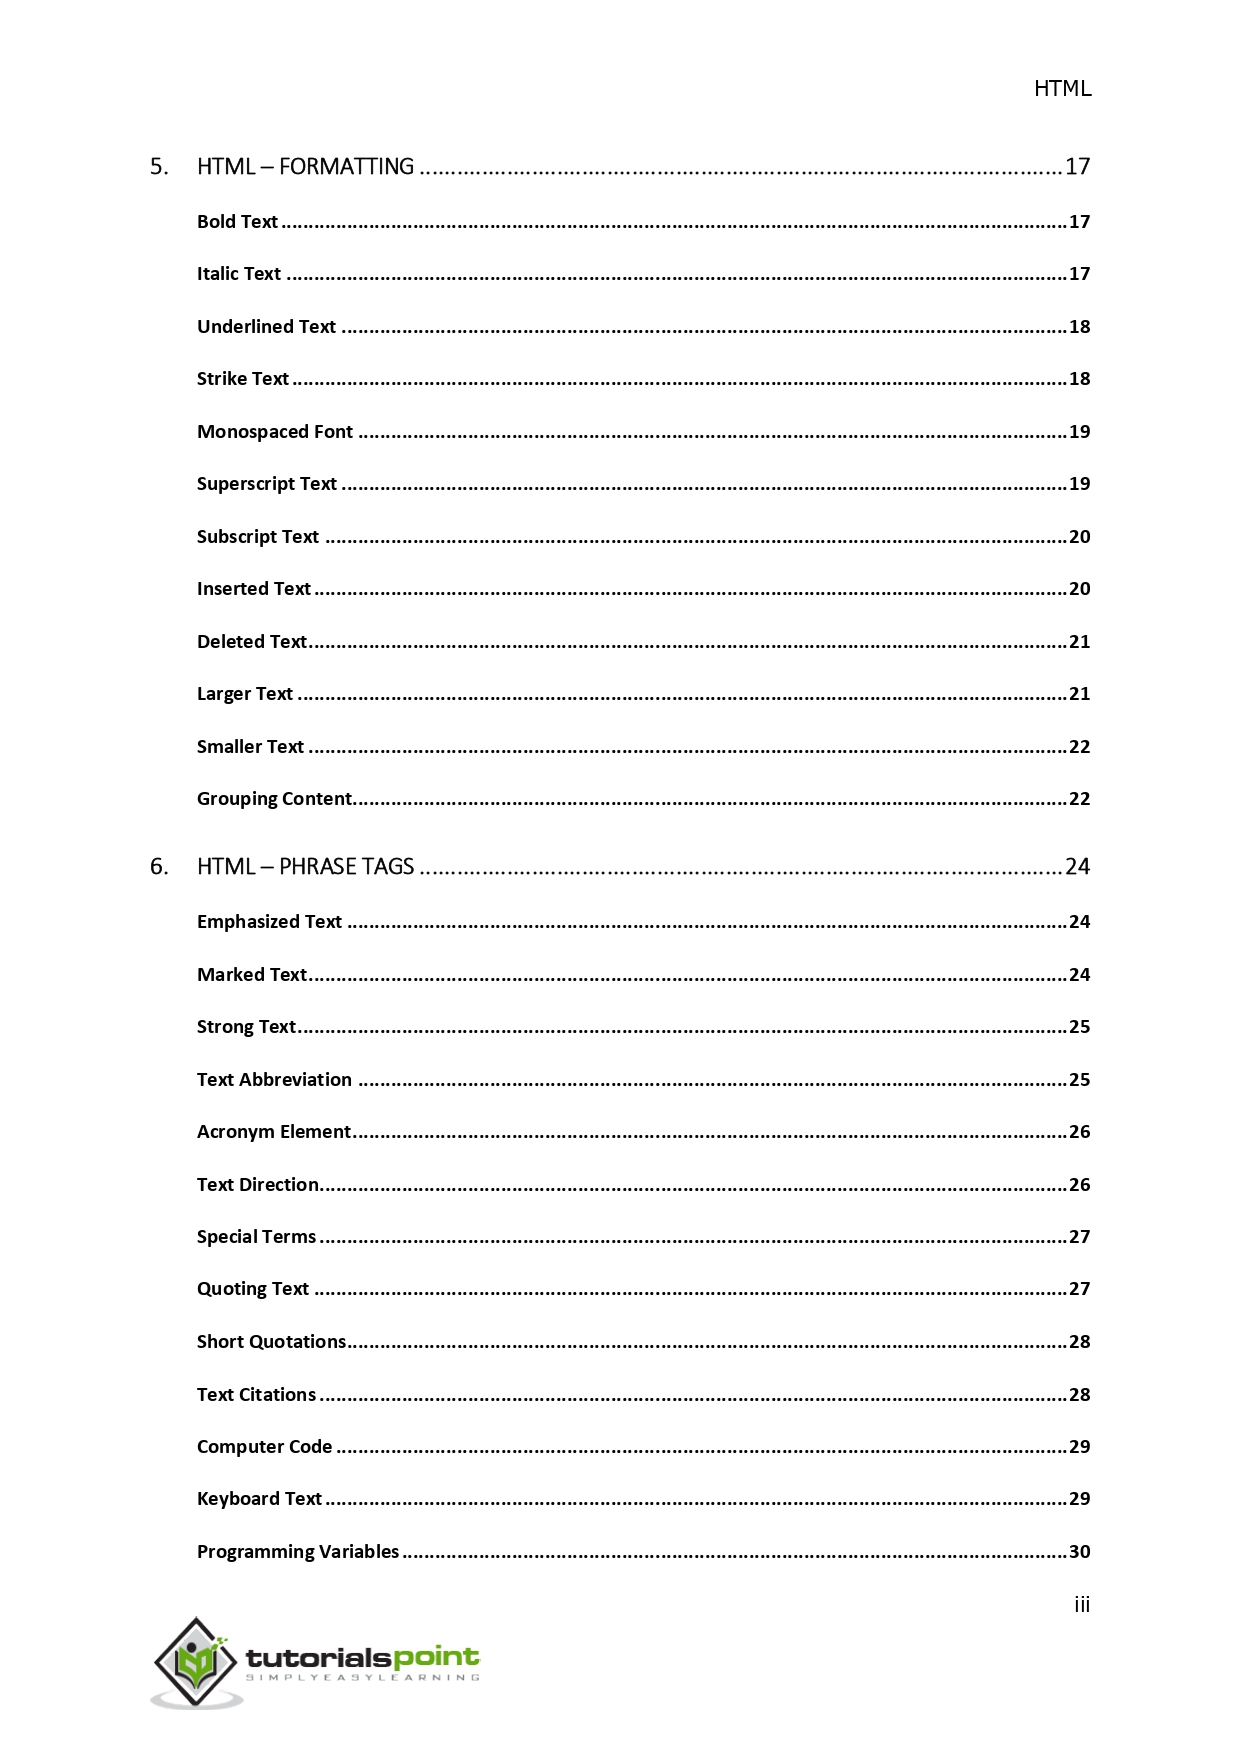 HTML
5. HTML – FORMATTING ........................................................................................................ 17
Bold Text ................................................................................................................................................. 17
Italic Text ................................................................................................................................................ 17
Underlined Text ...................................................................................................................................... 18
Strike Text ............................................................................................................................................... 18
Monospaced Font ................................................................................................................................... 19
Superscript Text ...................................................................................................................................... 19
Subscript Text ......................................................................................................................................... 20
Inserted Text ........................................................................................................................................... 20
Deleted Text ............................................................................................................................................ 21
Larger Text .............................................................................................................................................. 21
Smaller Text ............................................................................................................................................ 22
Grouping Content .................................................................................................................................... 22
6. HTML – PHRASE TAGS ........................................................................................................ 24
Emphasized Text ..................................................................................................................................... 24
Marked Text ............................................................................................................................................ 24
Strong Text .............................................................................................................................................. 25
Text Abbreviation ................................................................................................................................... 25
Acronym Element .................................................................................................................................... 26
Text Direction .......................................................................................................................................... 26
Special Terms .......................................................................................................................................... 27
Quoting Text ........................................................................................................................................... 27
Short Quotations ..................................................................................................................................... 28
Text Citations .......................................................................................................................................... 28
Computer Code ....................................................................................................................................... 29
Keyboard Text ......................................................................................................................................... 29
Programming Variables ........................................................................................................................... 30
iii
tutorialspoint
SIMPLYEASYLEARNING